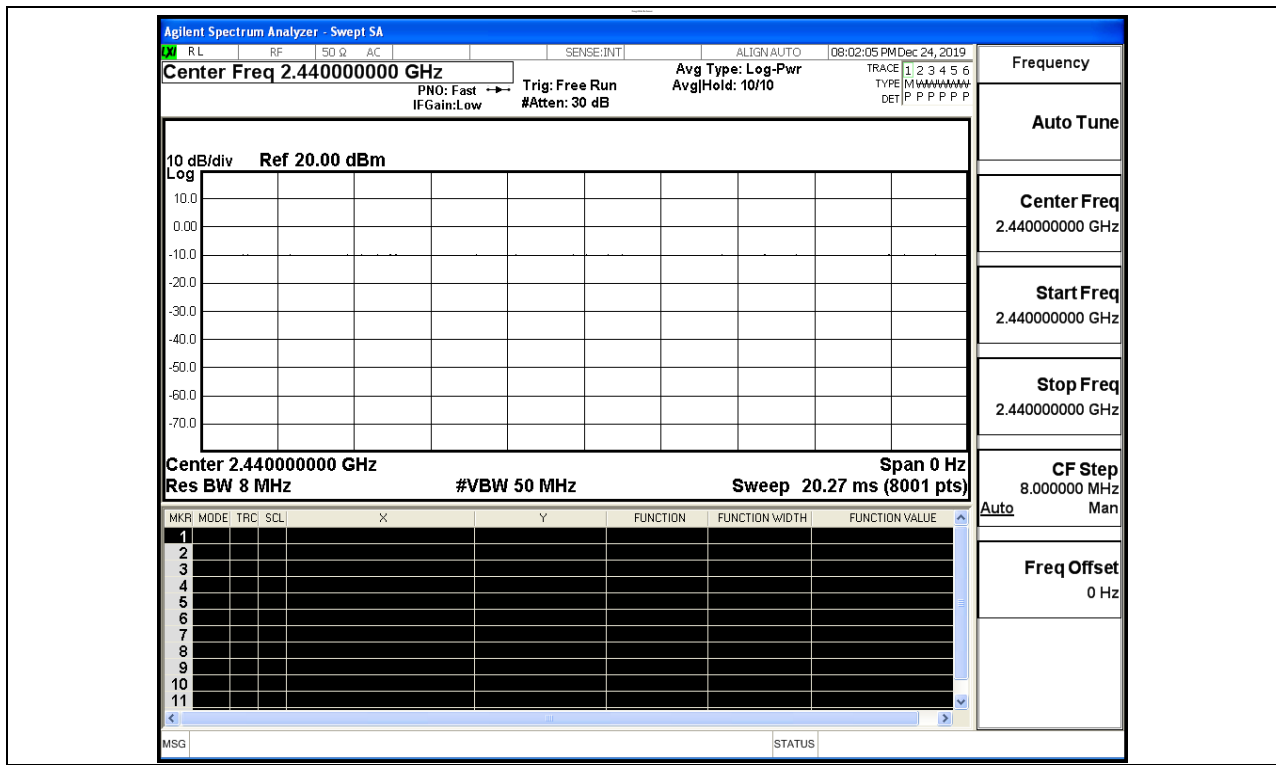 Agilent Spectrum Analyzer - Swept SA
LXI RL RF 50 Ω AC SENSE:INT ALIGN AUTO 08:02:05 PM Dec 24, 2019
Center Freq 2.440000000 GHz
PNO: Fast
IFGain:Low
Trig: Free Run
#Atten: 30 dB
Avg Type: Log-Pwr
Avg|Hold: 10/10
TRACE 1 2 3 4 5 6
TYPE M WWWWW
DET P P P P P P
10 dB/div Ref 20.00 dBm
Log
10.0
0.00
-10.0
-20.0
-30.0
-40.0
-50.0
-60.0
-70.0
Center 2.440000000 GHz Span 0 Hz
Res BW 8 MHz #VBW 50 MHz Sweep 20.27 ms (8001 pts)
MKR MODE TRC SCL X Y FUNCTION FUNCTION WIDTH FUNCTION VALUE
1
2
3
4
5
6
7
8
9
10
11
MSG STATUS
Frequency
Auto Tune
Center Freq
2.440000000 GHz
Start Freq
2.440000000 GHz
Stop Freq
2.440000000 GHz
CF Step
8.000000 MHz
Auto Man
Freq Offset
0 Hz